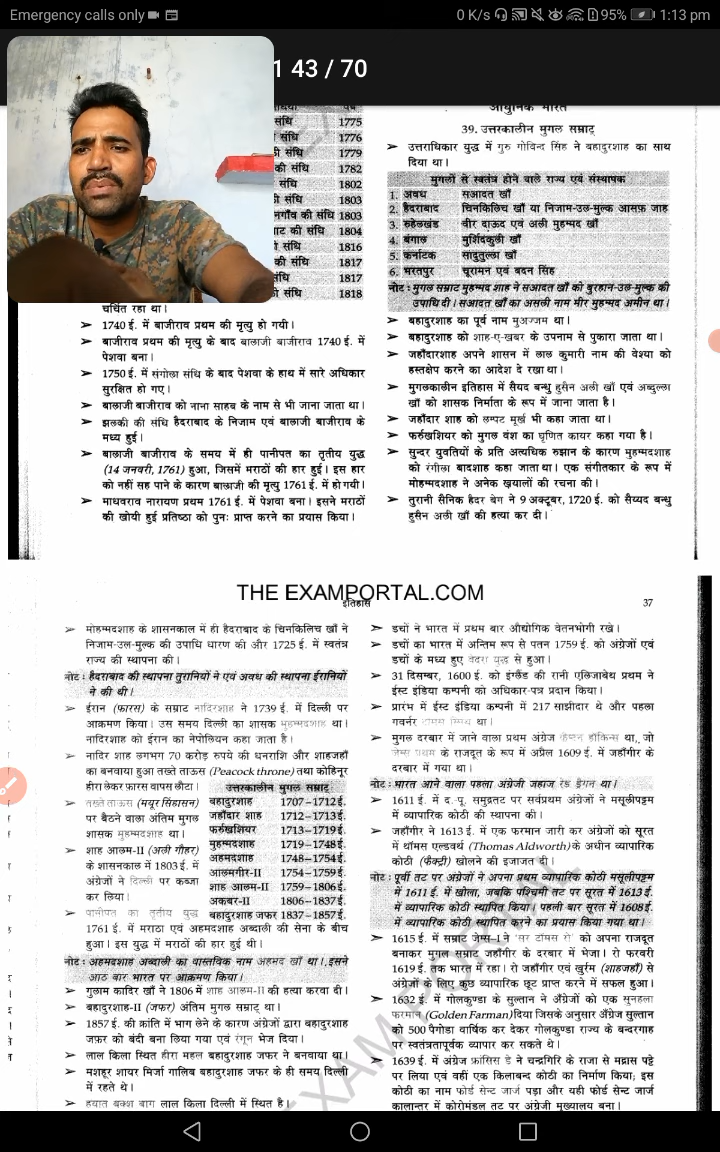 Emergency calls only
0 K/s 95% 1:13 pm
1 43 / 70
संधि 1775
संधि 1776
संधि 1779
की संधि 1782
संधि 1802
की संधि 1803
गाँव की संधि 1803
घाट की संधि 1804
संधि 1816
की संधि 1817
संधि 1817
संधि 1818
चर्चित रहा था।
➢ 1740 ई. में बाजीराव प्रथम की मृत्यु हो गयी।
➢ बाजीराव प्रथम की मृत्यु के बाद बालाजी बाजीराव 1740 ई. में
पेशवा बना।
➢ 1750 ई. में संगोला संधि के बाद पेशवा के हाथ में सारे अधिकार
सुरक्षित हो गए।
➢ बालाजी बाजीराव को नाना साहब के नाम से भी जाना जाता था।
➢ झलकी की संधि हैदराबाद के निजाम एवं बालाजी बाजीराव के
मध्य हुई।
➢ बालाजी बाजीराव के समय में ही पानीपत का तृतीय युद्ध
(14 जनवरी, 1761) हुआ, जिसमें मराठों की हार हुई। इस हार
को नहीं सह पाने के कारण बालाजी की मृत्यु 1761 ई. में हो गयी।
➢ माधवराव नारायण प्रथम 1761 ई. में पेशवा बना। इसने मराठों
की खोयी हुई प्रतिष्ठा को पुनः प्राप्त करने का प्रयास किया।
आधुनिक भारत
39. उत्तरकालीन मुगल सम्राट्
➢ उत्तराधिकार युद्ध में गुरु गोविन्द सिंह ने बहादुरशाह का साथ
दिया था।
मुगलों से स्वतंत्र होने वाले राज्य एवं संस्थापक
1. अवध सआदत खाँ
2. हैदराबाद चिनकिलिच खाँ या निजाम-उल-मुल्क आसफ़ जाह
3. रुहेलखंड वीर दाऊद एवं अली मुहम्मद खाँ
4. बंगाल मुर्शिदकुली खाँ
5. कर्नाटक सादुतुल्ला खाँ
6. भरतपुर चूरामन एवं बदन सिंह
नोट : मुगल सम्राट मुहम्मद शाह ने सआदत खाँ को बुरहान-उल-मुल्क की
उपाधि दी। सआदत खाँ का असली नाम मीर मुहम्मद अमीन था।
➢ बहादुरशाह का पूर्व नाम मुअज्जम था।
➢ बहादुरशाह को शाह-ए-खबर के उपनाम से पुकारा जाता था।
➢ जहाँदारशाह अपने शासन में लाल कुमारी नाम की वेश्या को
हस्तक्षेप करने का आदेश दे रखा था।
➢ मुगलकालीन इतिहास में सैयद बन्धु हुसैन अली खाँ एवं अब्दुल्ला
खाँ को शासक निर्माता के रूप में जाना जाता है।
➢ जहाँदार शाह को लम्पट मूर्ख भी कहा जाता था।
➢ फर्रुखशियर को मुगल वंश का घृणित कायर कहा गया है।
➢ सुन्दर युवतियों के प्रति अत्यधिक रुझान के कारण मुहम्मदशाह
को रंगीला बादशाह कहा जाता था। एक संगीतकार के रूप में
मोहम्मदशाह ने अनेक ख़यालों की रचना की।
➢ तुरानी सैनिक हैदर बेग ने 9 अक्टूबर, 1720 ई. को सैय्यद बन्धु
हुसैन अली खाँ की हत्या कर दी।
THE EXAMPORTAL.COM
इतिहास 37
➢ मोहम्मदशाह के शासनकाल में ही हैदराबाद के चिनकिलिच खाँ ने
निजाम-उल-मुल्क की उपाधि धारण की और 1725 ई. में स्वतंत्र
राज्य की स्थापना की।
नोट : हैदराबाद की स्थापना तुरानियों ने एवं अवध की स्थापना ईरानियों
ने की थी।
➢ ईरान (फारस) के सम्राट नादिरशाह ने 1739 ई. में दिल्ली पर
आक्रमण किया। उस समय दिल्ली का शासक मुहम्मदशाह था।
नादिरशाह को ईरान का नेपोलियन कहा जाता है।
➢ नादिर शाह लगभग 70 करोड़ रुपये की धनराशि और शाहजहाँ
का बनवाया हुआ तख्ते ताऊस (Peacock throne) तथा कोहिनूर
हीरा लेकर फ़ारस वापस लौटा।
➢ तख्ते ताऊस (मयूर सिंहासन)
पर बैठने वाला अंतिम मुगल
शासक मुहम्मदशाह था।
➢ शाह आलम-II (अली गौहर)
के शासनकाल में 1803 ई. में
अंग्रेजों ने दिल्ली पर कब्जा
कर लिया।
उत्तरकालीन मुगल सम्राट्
बहादुरशाह 1707-1712 ई.
जहाँदार शाह 1712-1713ई.
फर्रुखशियर 1713-1719 ई.
मुहम्मदशाह 1719-1748ई.
अहमदशाह 1748-1754ई.
आलमगीर-II 1754-1759 ई.
शाह आलम-II 1759-1806ई.
अकबर-II 1806-1837ई.
बहादुरशाह जफर 1837-1857ई.
➢ पानीपत का तृतीय युद्ध
1761 ई. में मराठा एवं अहमदशाह अब्दाली की सेना के बीच
हुआ। इस युद्ध में मराठों की हार हुई थी।
नोट : अहमदशाह अब्दाली का वास्तविक नाम अहमद खाँ था।, इसने
आठ बार भारत पर आक्रमण किया।
➢ गुलाम कादिर खाँ ने 1806 में शाह आलम-II की हत्या करवा दी।
➢ बहादुरशाह-II (जफर) अंतिम मुगल सम्राट् था।
➢ 1857 ई. की क्रांति में भाग लेने के कारण अंग्रेजों द्वारा बहादुरशाह
जफ़र को बंदी बना लिया गया एवं रंगून भेज दिया।
➢ लाल किला स्थित हीरा महल बहादुरशाह जफर ने बनवाया था।
➢ मशहूर शायर मिर्जा गालिब बहादुरशाह जफर के ही समय दिल्ली
में रहते थे।
➢ हयात बक्श बाग लाल किला दिल्ली में स्थित है।
➢ डचों ने भारत में प्रथम बार औद्योगिक वेतनभोगी रखे।
➢ डचों का भारत में अन्तिम रूप से पतन 1759 ई. को अंग्रेजों एवं
डचों के मध्य हुए वेदरा युद्ध से हुआ।
➢ 31 दिसम्बर, 1600 ई. को इंग्लैंड की रानी एलिजाबेथ प्रथम ने
ईस्ट इंडिया कम्पनी को अधिकार-पत्र प्रदान किया।
➢ प्रारंभ में ईस्ट इंडिया कम्पनी में 217 साझीदार थे और पहला
गवर्नर टामस स्मिथ था।
➢ मुगल दरबार में जाने वाला प्रथम अंग्रेज कैप्टन हॉकिन्स था, जो
जेम्स प्रथम के राजदूत के रूप में अप्रैल 1609 ई. में जहाँगीर के
दरबार में गया था।
नोट : भारत आने वाला पहला अंग्रेजी जहाज रेड ड्रैगन था।
➢ 1611 ई. में द. पू. समुद्रतट पर सर्वप्रथम अंग्रेजों ने मसूलीपट्टम
में व्यापारिक कोठी की स्थापना की।
➢ जहाँगीर ने 1613 ई. में एक फरमान जारी कर अंग्रेजों को सूरत
में थॉमस एल्डवर्थ (Thomas Aldworth) के अधीन व्यापारिक
कोठी (फैक्ट्री) खोलने की इजाजत दी।
नोट : पूर्वी तट पर अंग्रेजों ने अपना प्रथम व्यापारिक कोठी मसूलीपट्टम
में 1611 ई. में खोला, जबकि पश्चिमी तट पर सूरत में 1613 ई.
में व्यापारिक कोठी स्थापित किया। पहली बार सूरत में 1608 ई.
में व्यापारिक कोठी स्थापित करने का प्रयास किया गया था।
➢ 1615 ई. में सम्राट जेम्स-I ने 'सर टॉमस रो' को अपना राजदूत
बनाकर मुगल सम्राट् जहाँगीर के दरबार में भेजा। रो फरवरी
1619 ई. तक भारत में रहा। रो जहाँगीर एवं खुर्रम (शाहजहाँ) से
अंग्रेजों के लिए कुछ व्यापारिक छूट प्राप्त करने में सफल हुआ।
➢ 1632 ई. में गोलकुण्डा के सुल्तान ने अँग्रेजों को एक सुनहला
फरमान (Golden Farman) दिया जिसके अनुसार अँग्रेज सुल्तान
को 500 पैगोडा वार्षिक कर देकर गोलकुण्डा राज्य के बन्दरगाह
पर स्वतंत्रतापूर्वक व्यापार कर सकते थे।
➢ 1639 ई. में अंग्रेज फ्रांसिस डे ने चन्द्रगिरि के राजा से मद्रास पट्टे
पर लिया एवं वहीं एक किलाबन्द कोठी का निर्माण किया; इस
कोठी का नाम फोर्ड सेन्ट जार्ज पड़ा और यही फोर्ड सेन्ट जार्ज
कालान्तर में कोरोमंडल तट पर अंग्रेजी मुख्यालय बना।